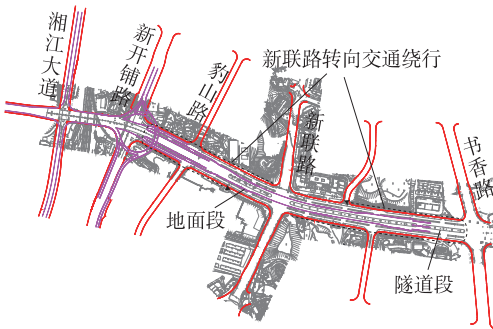 湘江大道
新开铺路
豹山路
新联路转向交通绕行
新联路
书香路
地面段
隧道段